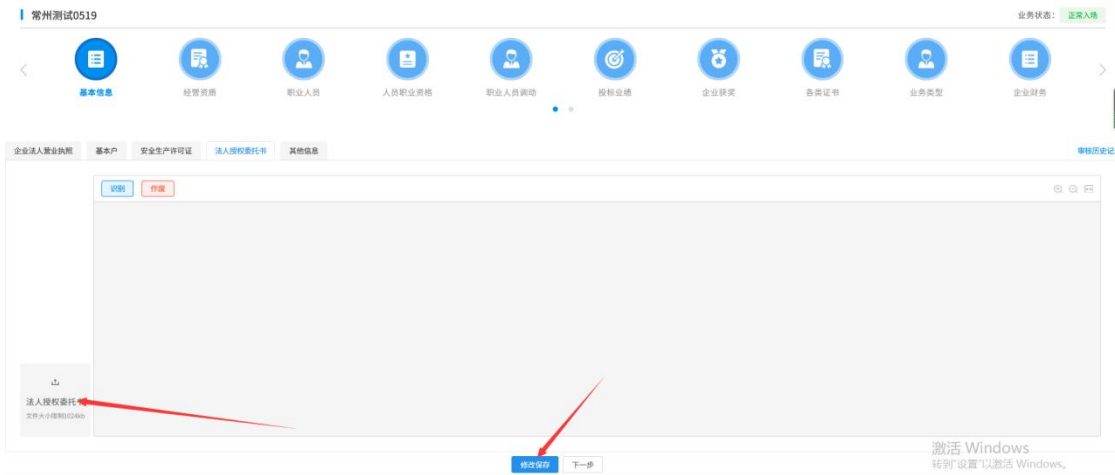 常州测试0519
业务状态： 正常入场
基本信息 经营资质 职业人员 人员职业资格 职业人员调动 投标业绩 企业获奖 各类证书 业务类型 企业财务
企业法人营业执照 基本户 安全生产许可证 法人授权委托书 其他信息 审核历史记
识别 作废
法人授权委托书
文件大小限制1024kb
修改保存 下一步
激活 Windows
转到"设置"以激活 Windows。